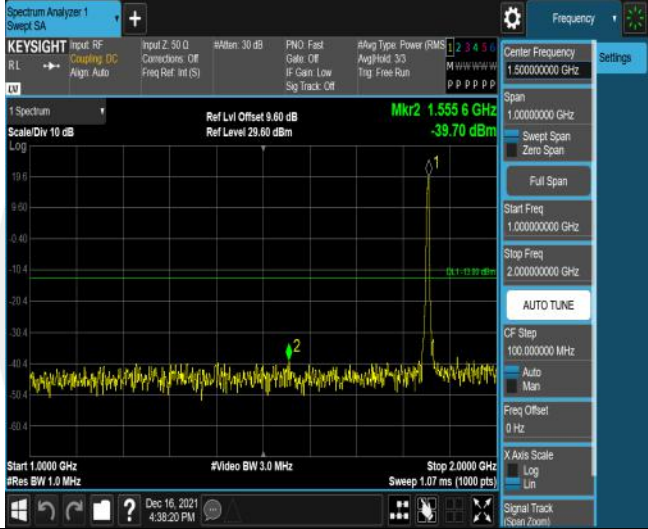 Spectrum Analyzer 1
Swept SA
+
Frequency
KEYSIGHT Input: RF Input Z: 50 Ω #Atten: 30 dB PNO: Fast #Avg Type: Power (RMS 1 2 3 4 5 6
RL Coupling: DC Corrections: Off Gate: Off Avg|Hold: 3/3 M W W W W W
Align: Auto Freq Ref: Int (S) IF Gain: Low Trig: Free Run
Sig Track: Off P P P P P P
LV
1 Spectrum Ref Lvl Offset 9.60 dB Mkr2 1.555 6 GHz
Scale/Div 10 dB Ref Level 29.60 dBm -39.70 dBm
Log
1
19.6
9.60
-0.40
-10.4
DL1 -13.00 dBm
-20.4
-30.4
2
-40.4
-50.4
-60.4
Start 1.0000 GHz #Video BW 3.0 MHz Stop 2.0000 GHz
#Res BW 1.0 MHz Sweep 1.07 ms (1000 pts)
? Dec 16, 2021
4:38:20 PM
Center Frequency
1.500000000 GHz
Settings
Span
1.00000000 GHz
Swept Span
Zero Span
Full Span
Start Freq
1.000000000 GHz
Stop Freq
2.000000000 GHz
AUTO TUNE
CF Step
100.000000 MHz
Auto
Man
Freq Offset
0 Hz
X Axis Scale
Log
Lin
Signal Track
(Span Zoom)